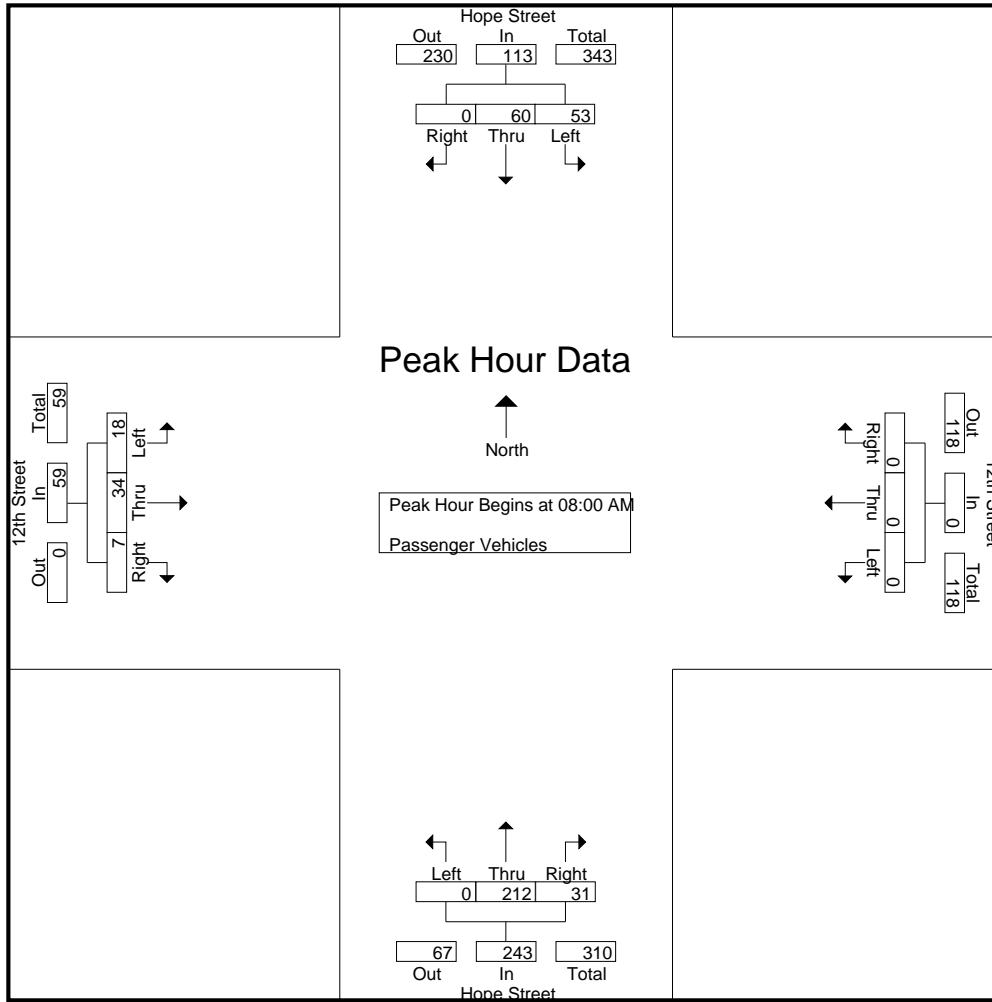 Hope Street
Out In Total
230 113 343
0 60 53
Right Thru Left
Peak Hour Data
North
Peak Hour Begins at 08:00 AM
Passenger Vehicles
12th Street
Total In Out
59 59 0
18 34 7
Left Thru Right
12th Street
Out In Total
118 0 118
0 0 0
Right Thru Left
Left Thru Right
0 212 31
67 243 310
Out In Total
Hope Street